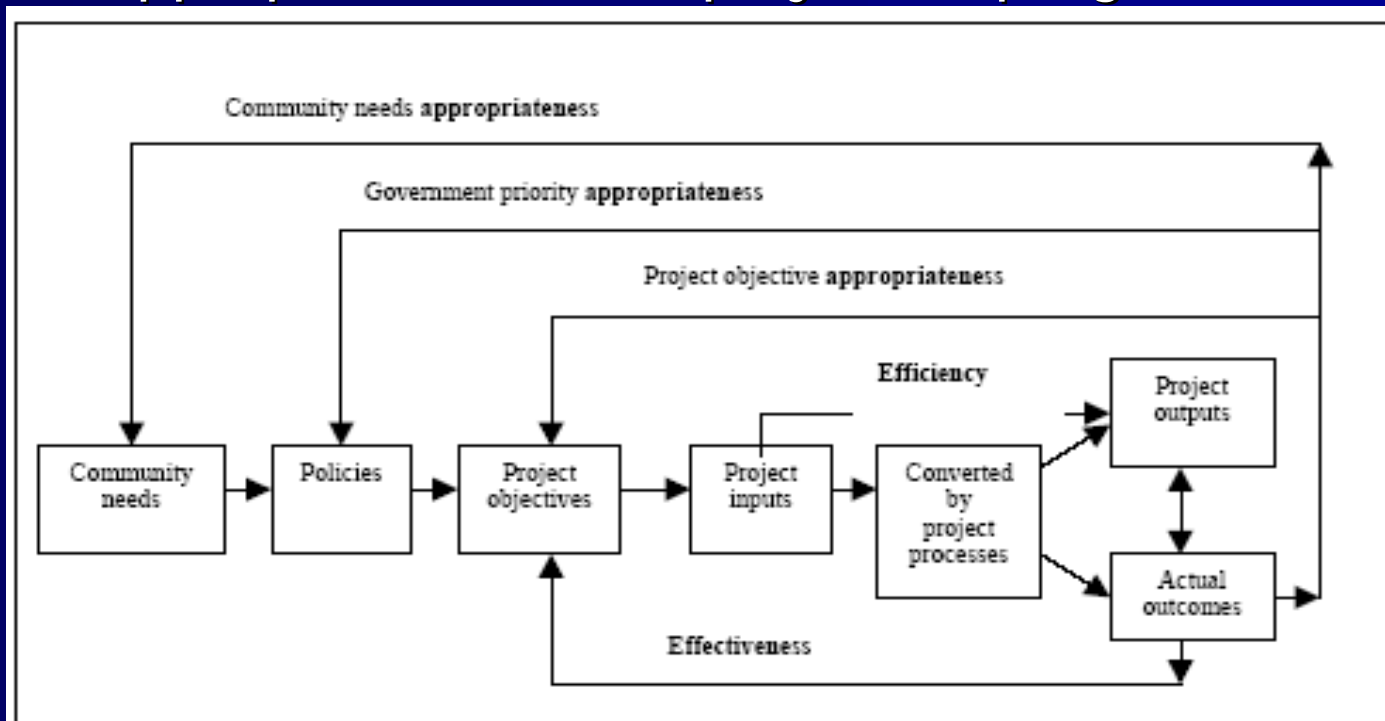 Community needs appropriateness
Government priority appropriateness
Project objective appropriateness
Efficiency
Project
outputs
Community
needs
Policies
Project
objectives
Project
inputs
Converted
by
project
processes
Actual
outcomes
Effectiveness